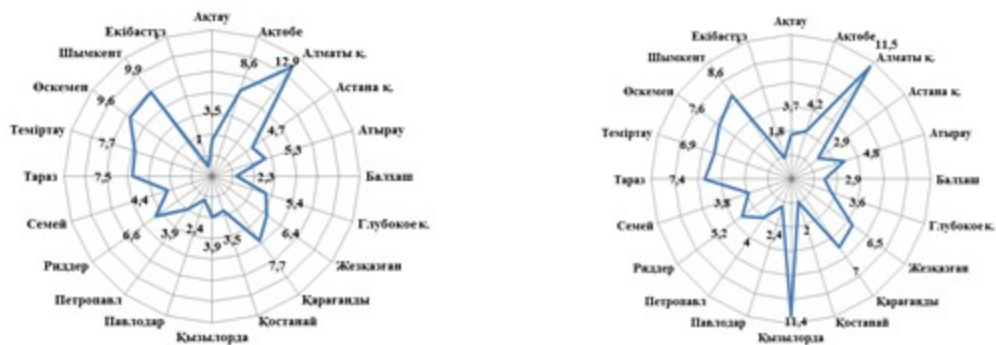 Ақтау
Ақтөбе
Алматы қ.
Астана қ.
Атырау
Балхаш
Глубокое к.
Жезқазған
Қарағанды
Қостанай
Қызылорда
Павлодар
Петропавл
Риддер
Семей
Тараз
Теміртау
Өскемен
Шымкент
Екібастұз
3,5
8,6
12,9
4,7
5,3
2,3
5,4
6,4
7,7
3,5
3,9
2,4
3,9
6,6
4,4
7,5
7,7
9,6
9,9
1
Ақтау
Ақтөбе
Алматы қ.
Астана қ.
Атырау
Балхаш
Глубокое к.
Жезқазған
Қарағанды
Қостанай
Қызылорда
Павлодар
Петропавл
Риддер
Семей
Тараз
Теміртау
Өскемен
Шымкент
Екібастұз
3,7
4,2
11,5
2,9
4,8
2,9
3,6
6,5
7
2
11,4
2,4
4
5,2
3,8
7,4
6,9
7,6
8,6
1,8